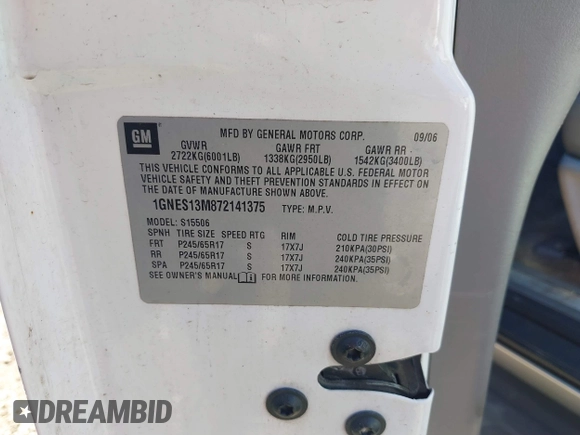 GM
MFD BY GENERAL MOTORS CORP. 09/06
GVWR GAWR FRT GAWR RR -
2722KG(6001LB) 1338KG(2950LB) 1542KG(3400LB)
THIS VEHICLE CONFORMS TO ALL APPLICABLE U.S. FEDERAL MOTOR
VEHICLE SAFETY AND THEFT PREVENTION STANDARDS IN EFFECT ON
THE DATE OF MANUFACTURE SHOWN ABOVE.
1GNES13M872141375 TYPE: M.P.V.
MODEL: S15506
SPNH TIRE SIZE SPEED RTG RIM COLD TIRE PRESSURE
FRT P245/65R17 S 17X7J 210KPA(30PSI)
RR P245/65R17 S 17X7J 240KPA(35PSI)
SPA P245/65R17 S 17X7J 240KPA(35PSI)
SEE OWNER'S MANUAL i FOR MORE INFORMATION.
DREAMBID